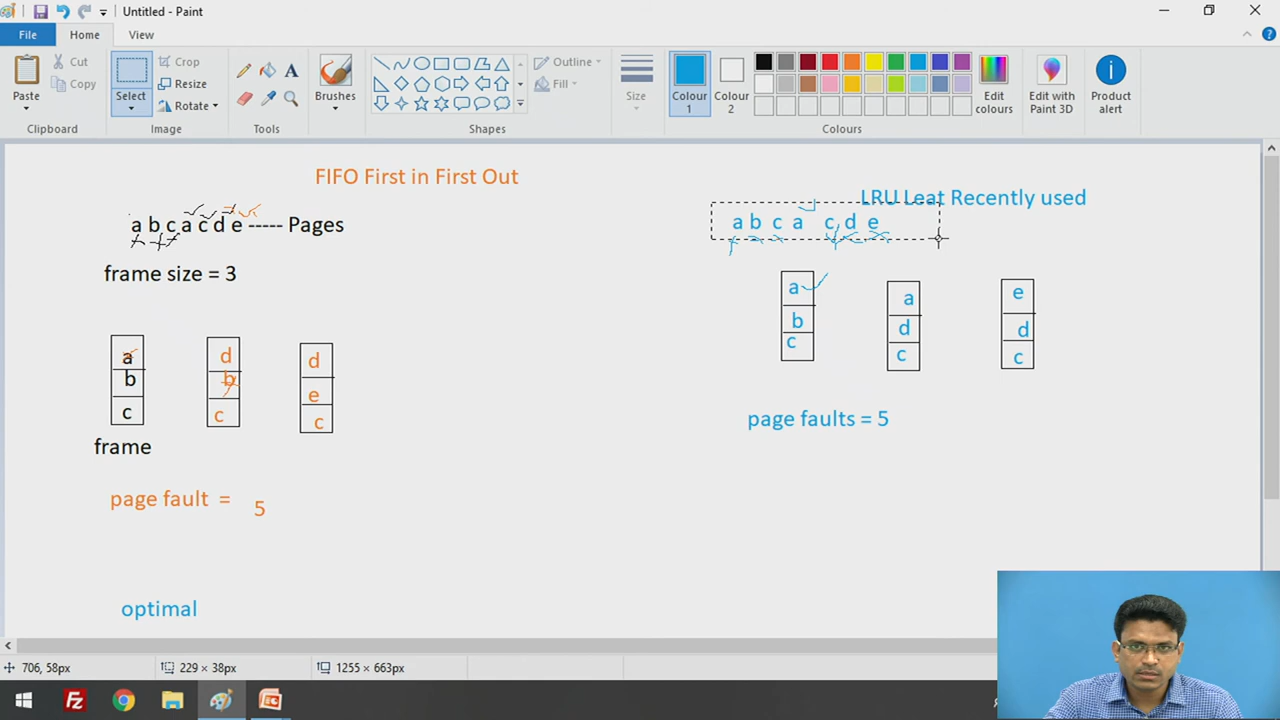 Untitled - Paint
File
Home
View
Paste
Cut
Copy
Clipboard
Select
Crop
Resize
Rotate
Image
Tools
Brushes
Outline
Fill
Shapes
Size
Colour 1
Colour 2
Edit colours
Colours
Edit with Paint 3D
Product alert
FIFO First in First Out
a b c a c d e ----- Pages
frame size = 3
a
b
c
d
b
c
d
e
c
frame
page fault =
5
optimal
LRU Leat Recently used
a b c a c, d e
a
b
c
a
d
c
e
d
c
page faults = 5
706, 58px
229 × 38px
1255 × 663px